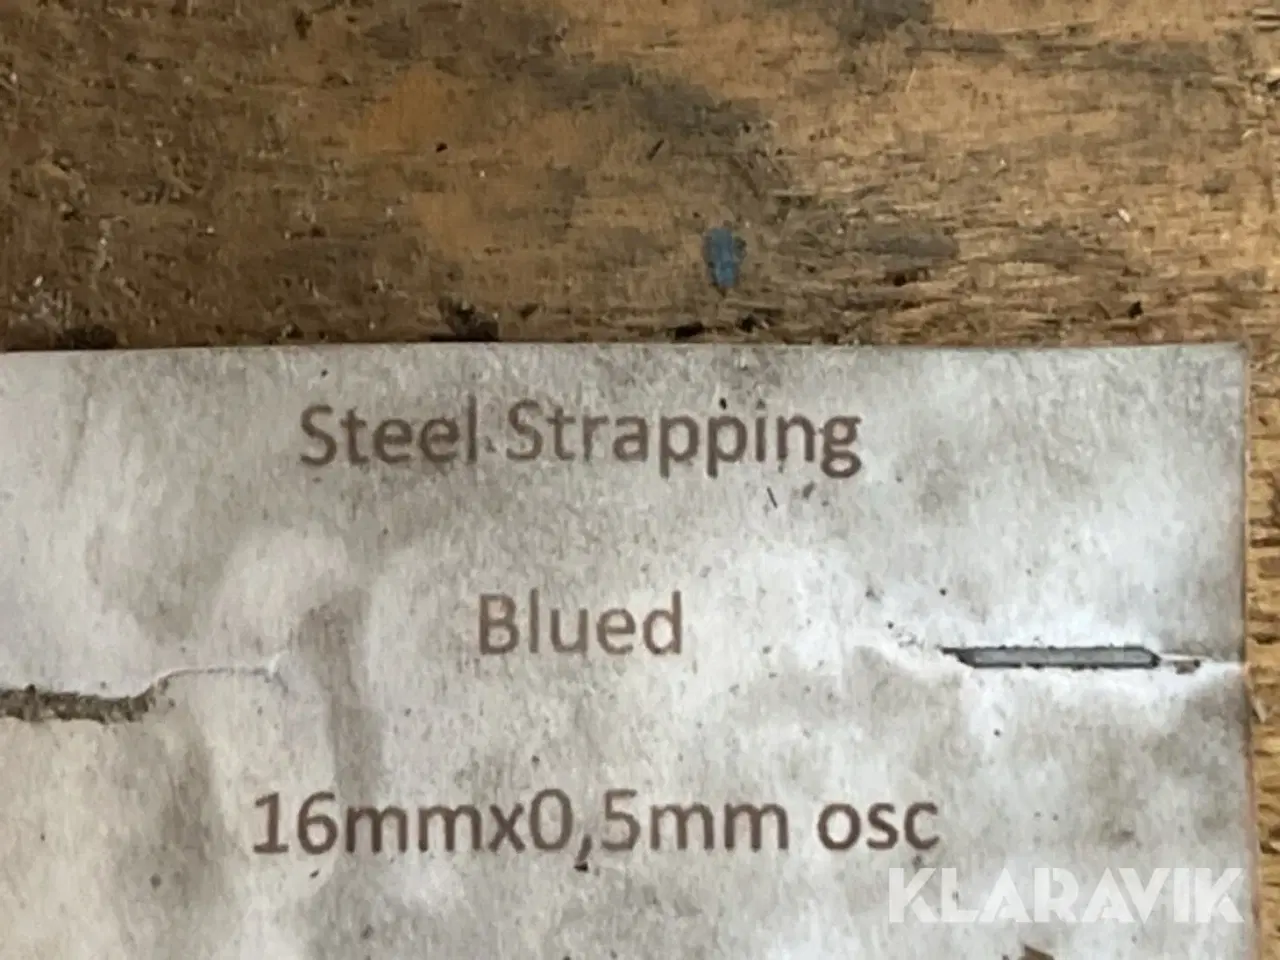 Steel Strapping
Blued
16mmx0,5mm osc
KLARAVIK